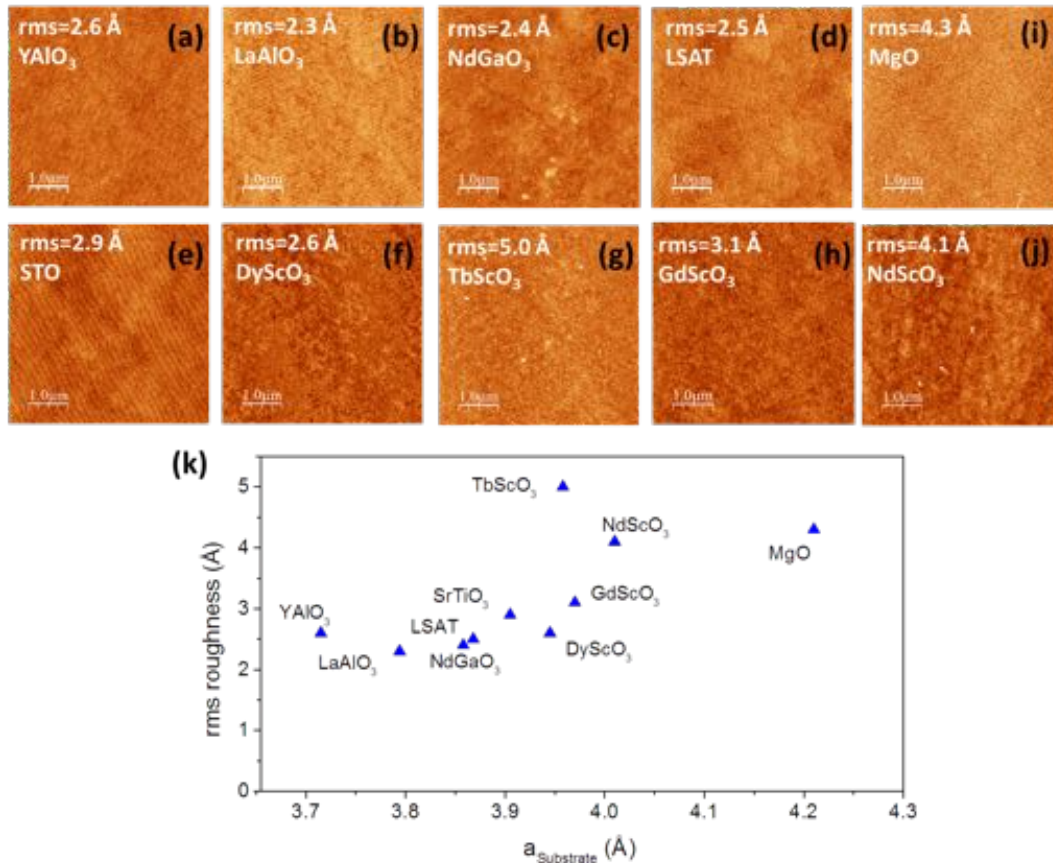 rms=2.6 Å (a)
YAlO₃
1.0µm
rms=2.3 Å (b)
LaAlO₃
1.0µm
rms=2.4 Å (c)
NdGaO₃
1.0µm
rms=2.5 Å (d)
LSAT
1.0µm
rms=4.3 Å (i)
MgO
1.0µm
rms=2.9 Å (e)
STO
1.0µm
rms=2.6 Å (f)
DyScO₃
1.0µm
rms=5.0 Å (g)
TbScO₃
1.0µm
rms=3.1 Å (h)
GdScO₃
1.0µm
rms=4.1 Å (j)
NdScO₃
1.0µm
(k)
rms roughness (Å)
5
4
3
2
1
0
TbScO₃
NdScO₃
MgO
SrTiO₃
GdScO₃
YAlO₃
LSAT
DyScO₃
LaAlO₃
NdGaO₃
3.7 3.8 3.9 4.0 4.1 4.2 4.3
a Substrate (Å)